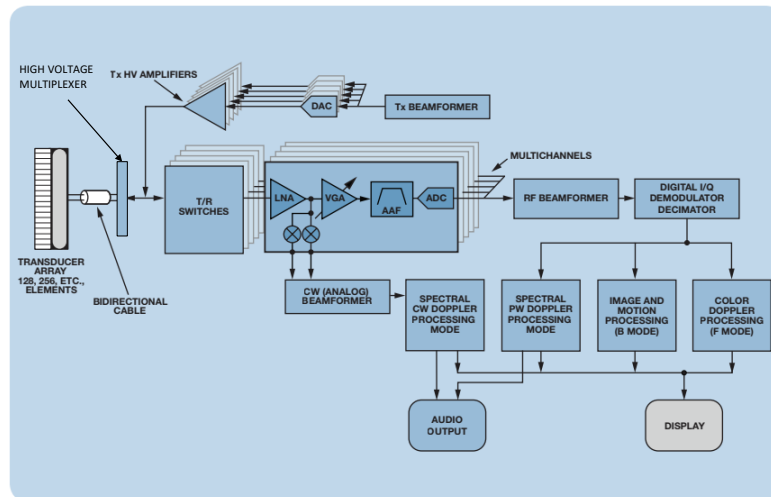 HIGH VOLTAGE
MULTIPLEXER
Tx HV AMPLIFIERS
DAC
Tx BEAMFORMER
MULTICHANNELS
T/R
SWITCHES
LNA
VGA
AAF
ADC
RF BEAMFORMER
DIGITAL I/Q
DEMODULATOR
DECIMATOR
TRANSDUCER
ARRAY
128, 256, ETC.,
ELEMENTS
BIDIRECTIONAL
CABLE
CW (ANALOG)
BEAMFORMER
SPECTRAL
CW DOPPLER
PROCESSING
MODE
SPECTRAL
PW DOPPLER
PROCESSING
MODE
IMAGE AND
MOTION
PROCESSING
(B MODE)
COLOR
DOPPLER
PROCESSING
(F MODE)
AUDIO
OUTPUT
DISPLAY